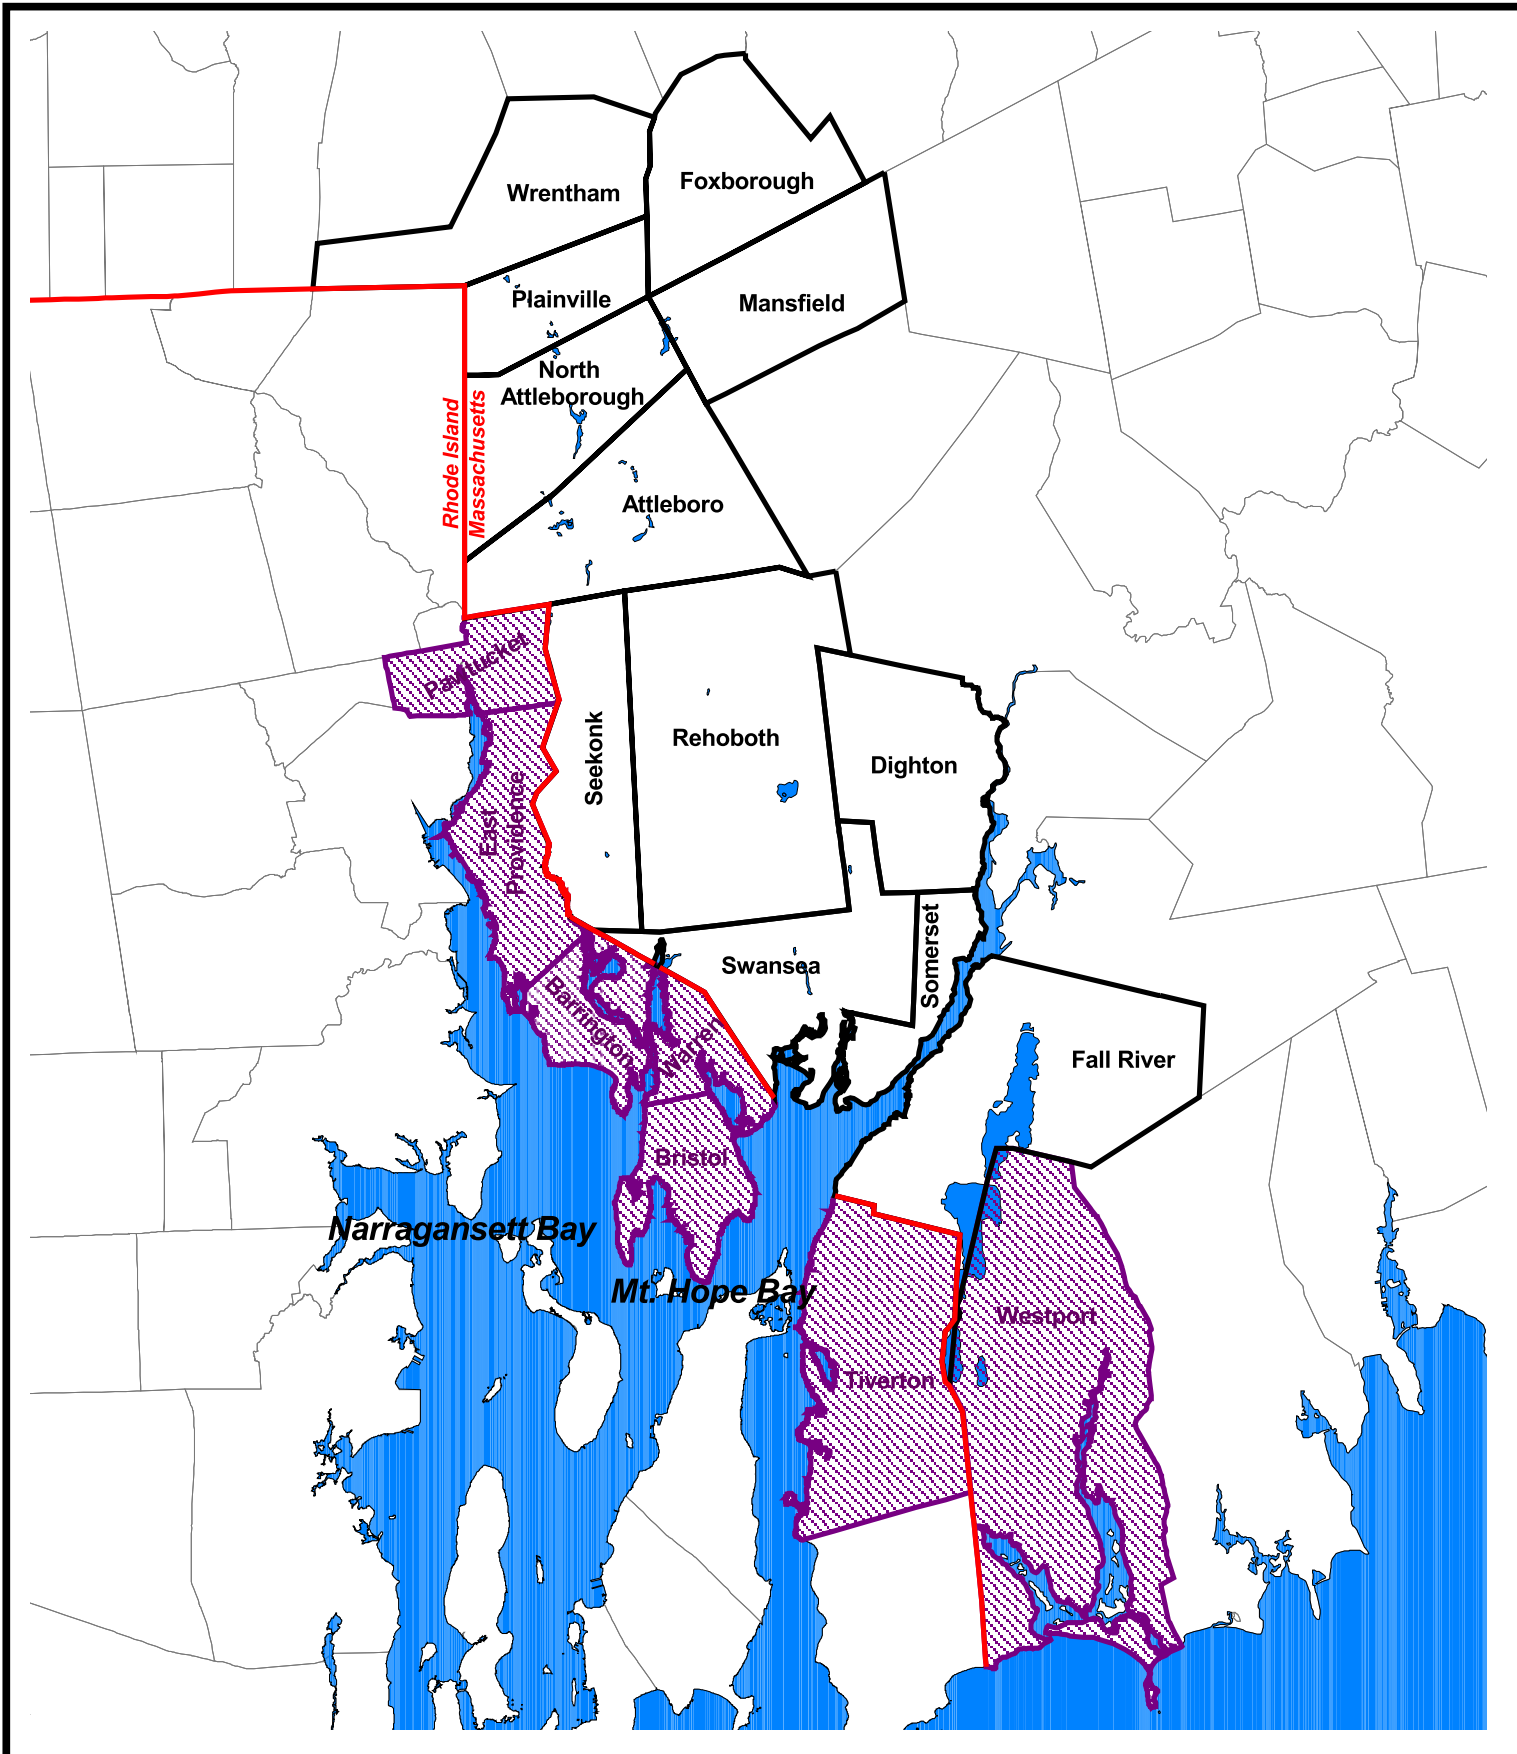 Wrentham
Foxborough
Plainville
Mansfield
North
Attleborough
Rhode Island
Massachusetts
Attleboro
Pawtucket
Seekonk
Rehoboth
Dighton
East
Providence
Swansea
Somerset
Barrington
Warren
Fall River
Bristol
Narragansett Bay
Mt. Hope Bay
Westport
Tiverton